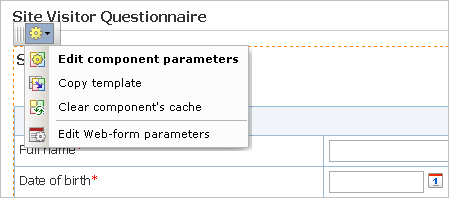 Site Visitor Questionnaire
S
Edit component parameters
Copy template
Clear component's cache
Edit Web-form parameters
Full name*
Date of birth*
1